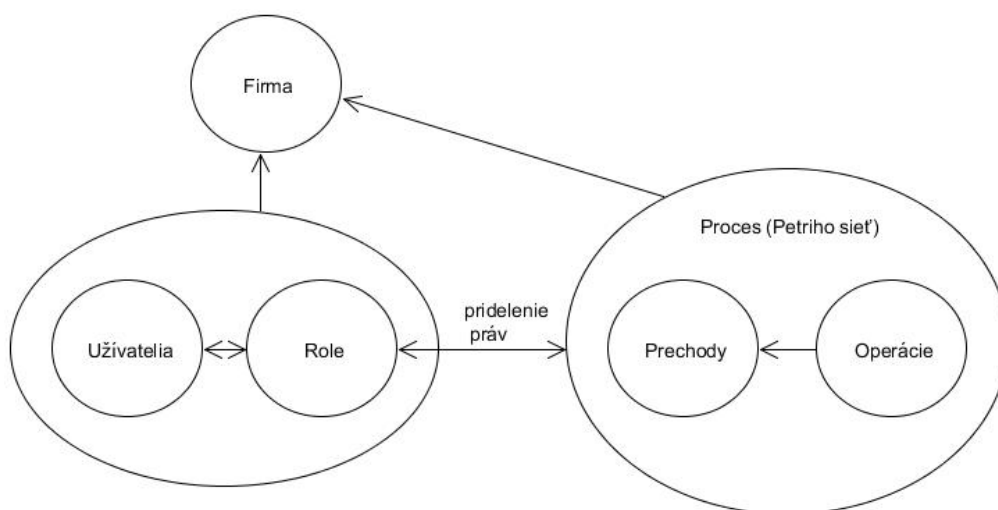 Firma
Proces (Petriho sieť)
pridelenie
práv
Užívatelia
Role
Prechody
Operácie